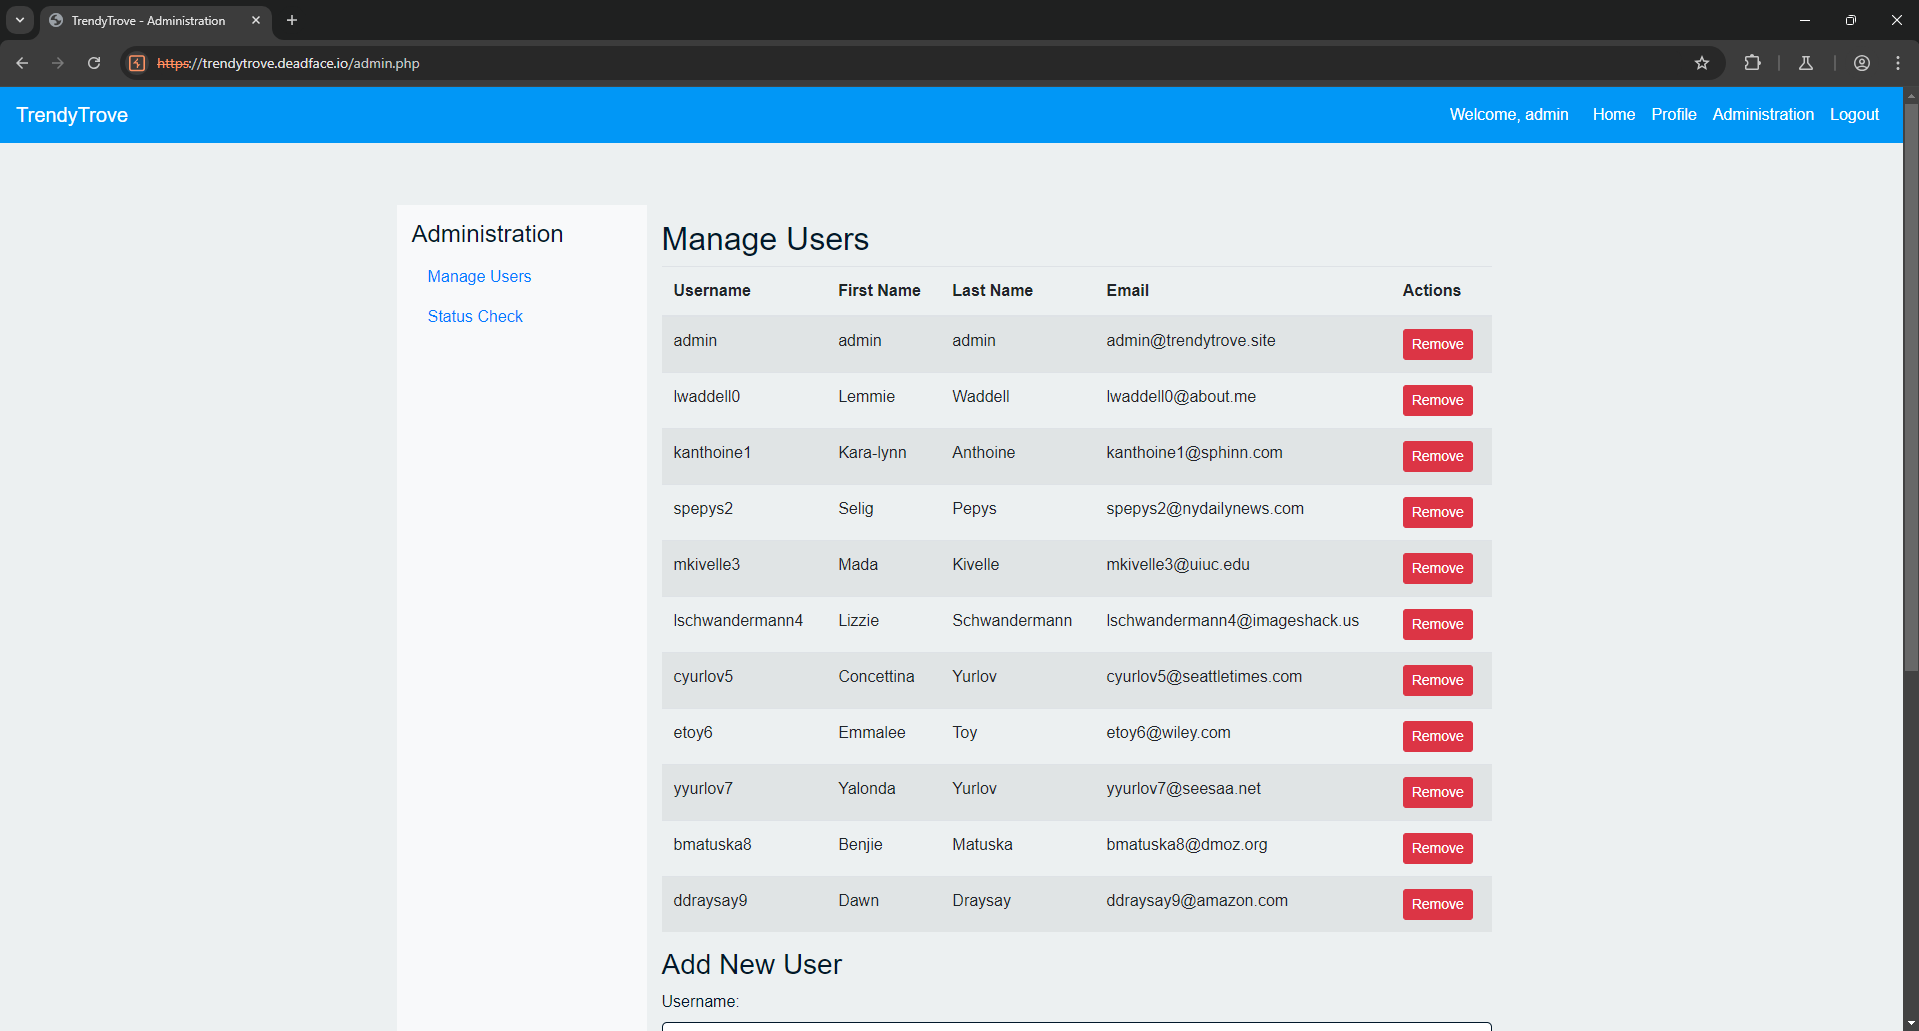 TrendyTrove - Administration
https://trendytrove.deadface.io/admin.php
TrendyTrove
Welcome, admin Home Profile Administration Logout
Administration
Manage Users
Status Check
Manage Users
Username First Name Last Name Email Actions
admin admin admin admin@trendytrove.site Remove
lwaddell0 Lemmie Waddell lwaddell0@about.me Remove
kanthoine1 Kara-lynn Anthoine kanthoine1@sphinn.com Remove
spepys2 Selig Pepys spepys2@nydailynews.com Remove
mkivelle3 Mada Kivelle mkivelle3@uiuc.edu Remove
lschwandermann4 Lizzie Schwandermann lschwandermann4@imageshack.us Remove
cyurlov5 Concettina Yurlov cyurlov5@seattletimes.com Remove
etoy6 Emmalee Toy etoy6@wiley.com Remove
yyurlov7 Yalonda Yurlov yyurlov7@seesaa.net Remove
bmatuska8 Benjie Matuska bmatuska8@dmoz.org Remove
ddraysay9 Dawn Draysay ddraysay9@amazon.com Remove
Add New User
Username: